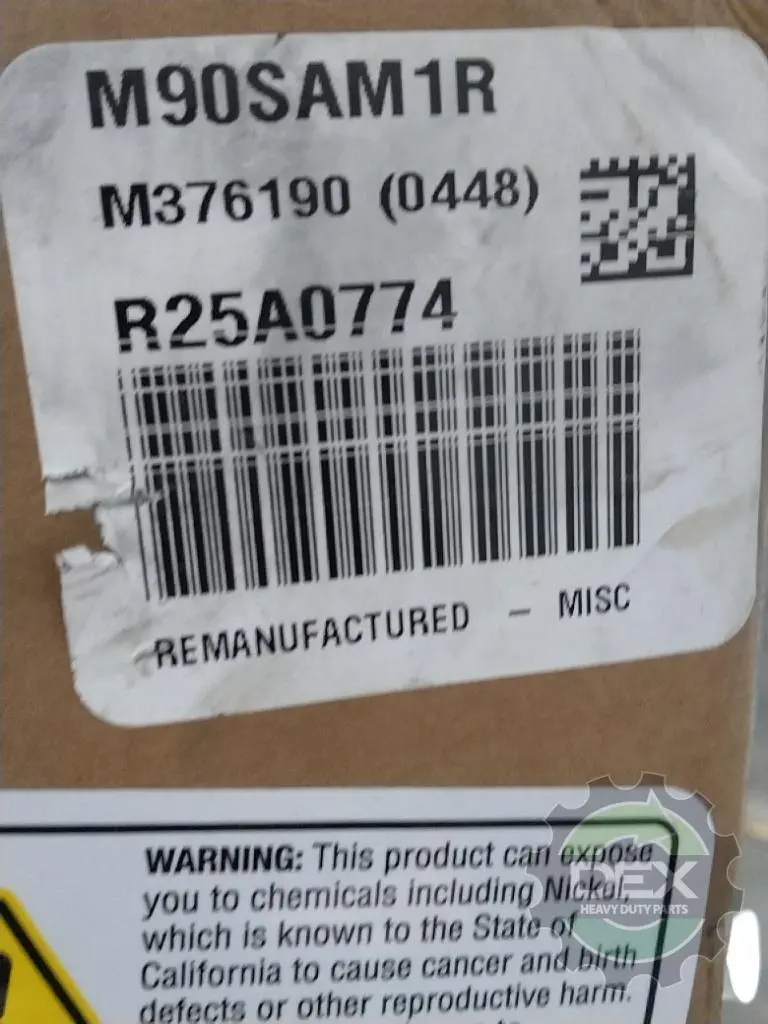 M90SAM1R
M376190 (0448)
R25A0774
REMANUFACTURED - MISC
WARNING: This product can expose
you to chemicals including Nickel,
which is known to the State of
California to cause cancer and birth
defects or other reproductive harm.
DEX
HEAVY DUTY PARTS